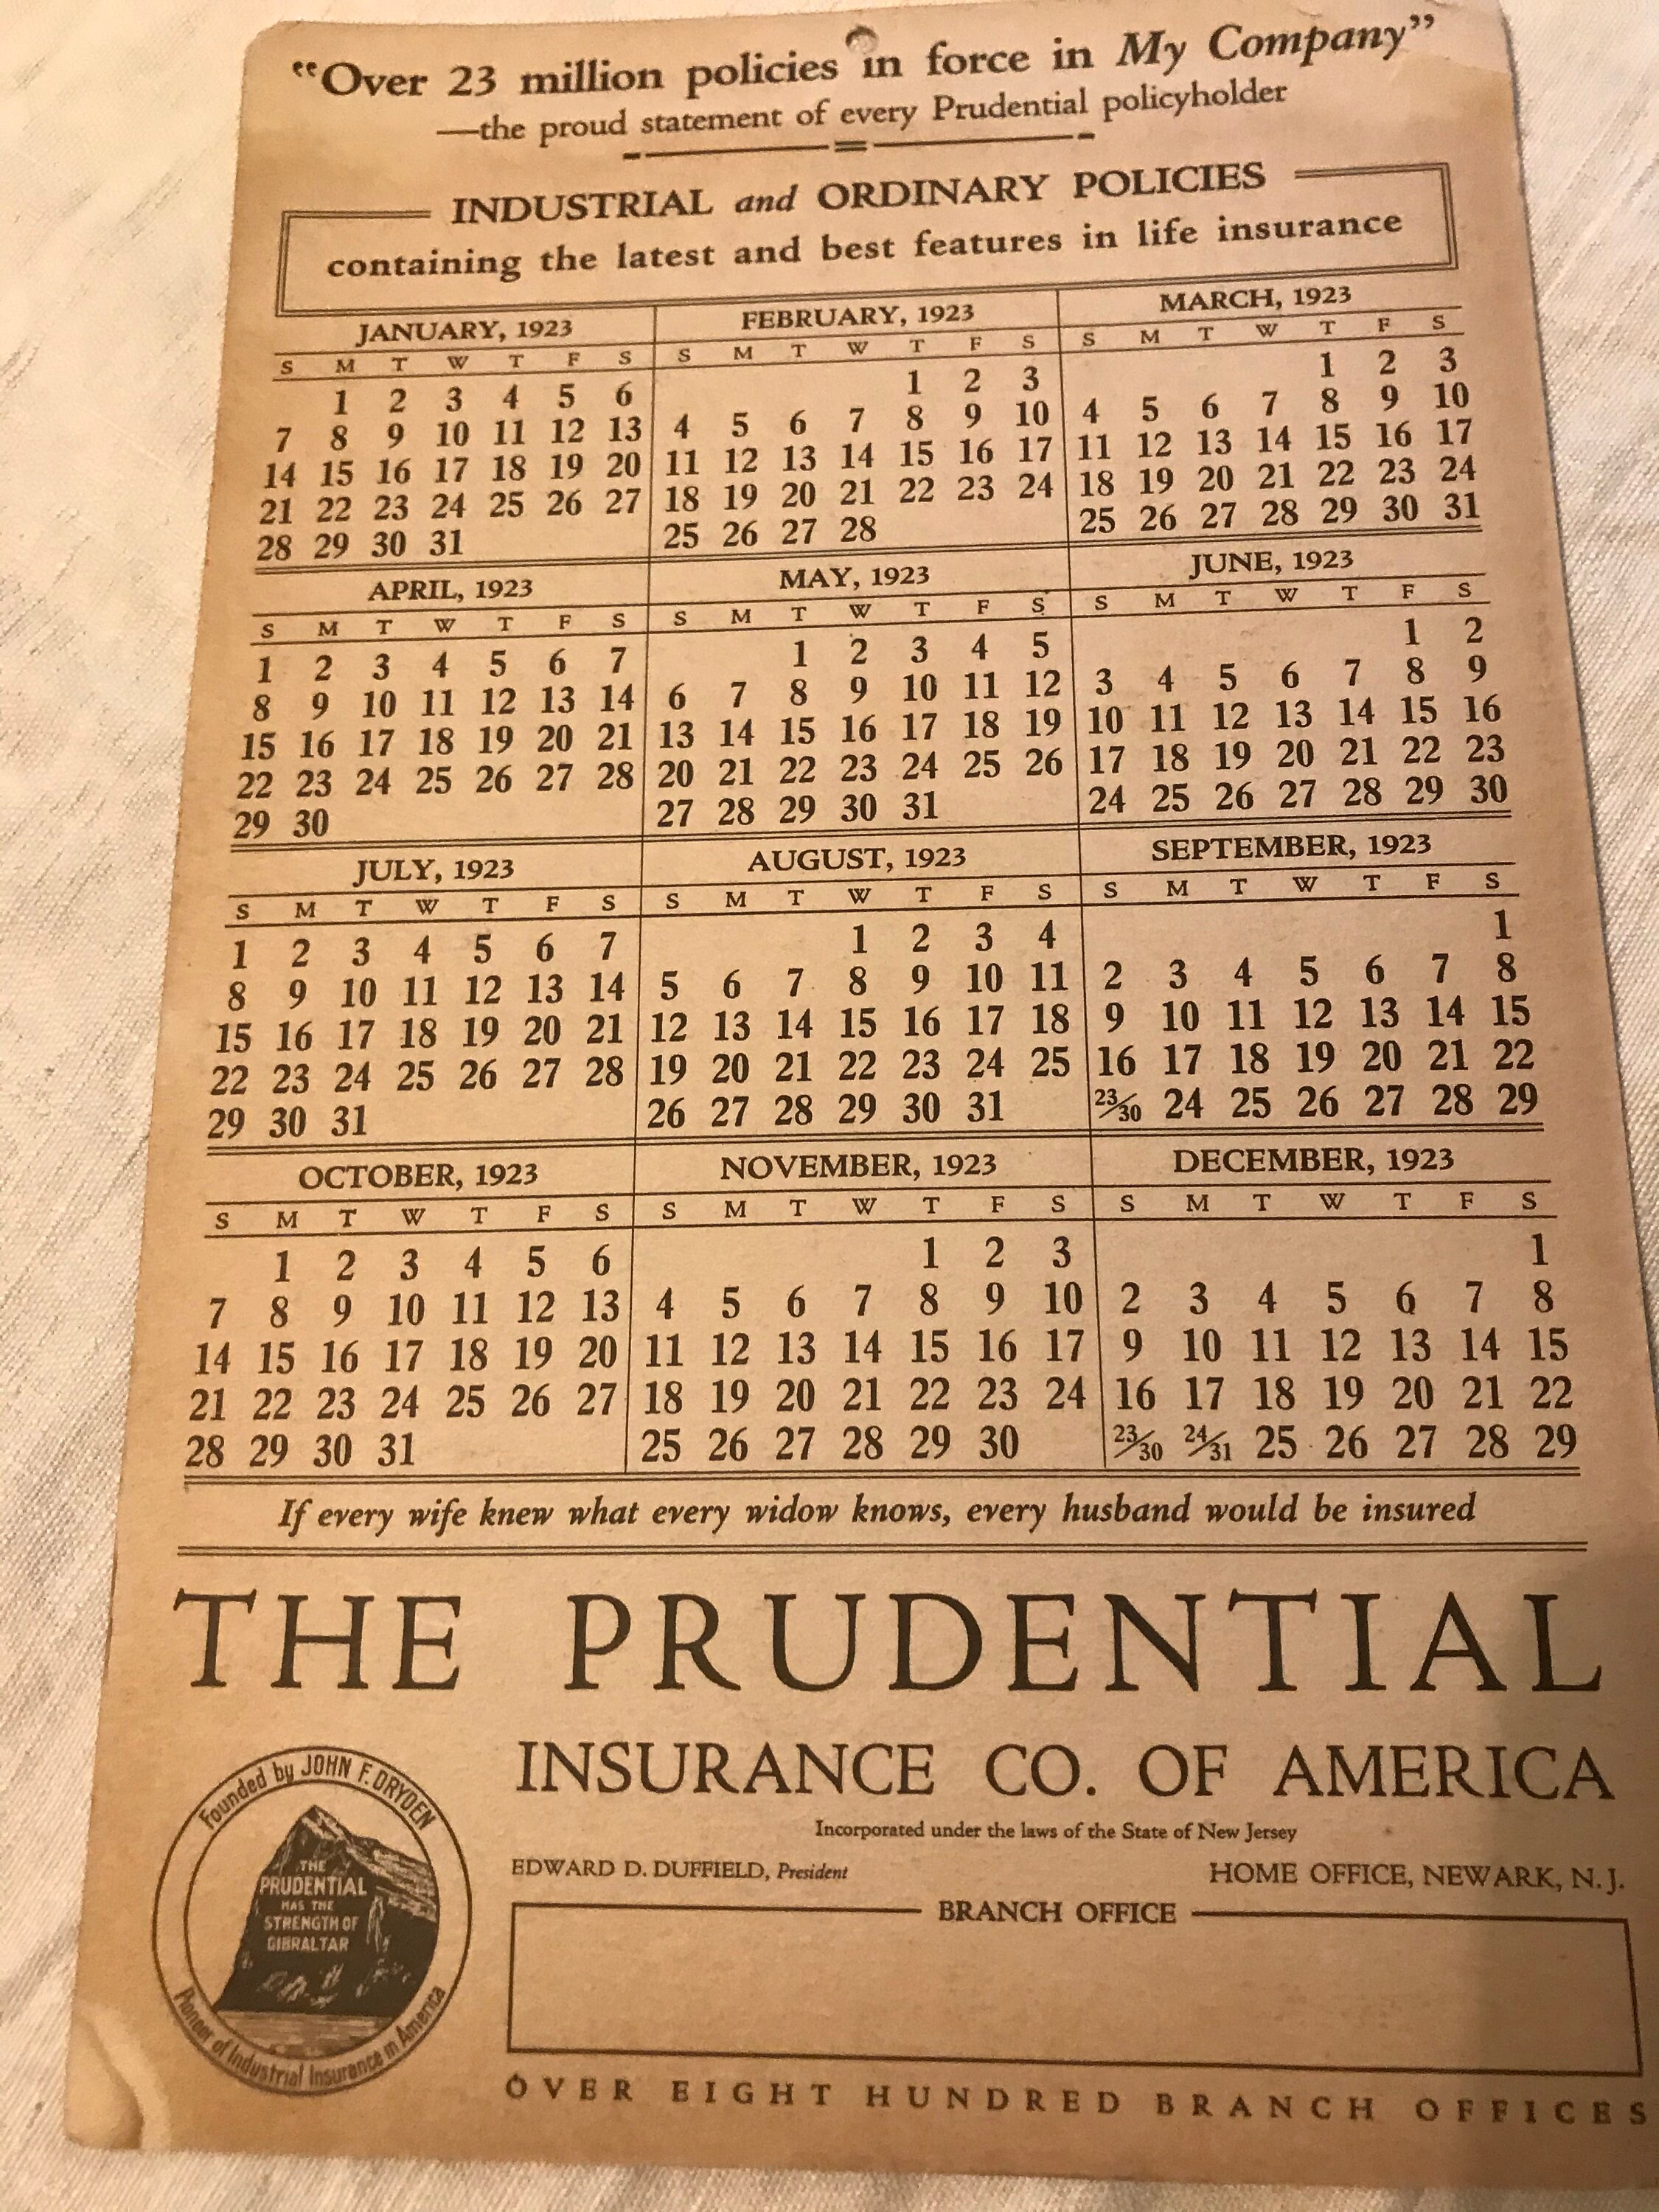 "Over 23 million policies in force in My Company"
—the proud statement of every Prudential policyholder
INDUSTRIAL and ORDINARY POLICIES
containing the latest and best features in life insurance
JANUARY, 1923
S M T W T F S
1 2 3 4 5 6
7 8 9 10 11 12 13
14 15 16 17 18 19 20
21 22 23 24 25 26 27
28 29 30 31
FEBRUARY, 1923
S M T W T F S
1 2 3
4 5 6 7 8 9 10
11 12 13 14 15 16 17
18 19 20 21 22 23 24
25 26 27 28
MARCH, 1923
S M T W T F S
1 2 3
4 5 6 7 8 9 10
11 12 13 14 15 16 17
18 19 20 21 22 23 24
25 26 27 28 29 30 31
APRIL, 1923
S M T W T F S
1 2 3 4 5 6 7
8 9 10 11 12 13 14
15 16 17 18 19 20 21
22 23 24 25 26 27 28
29 30
MAY, 1923
S M T W T F S
1 2 3 4 5
6 7 8 9 10 11 12
13 14 15 16 17 18 19
20 21 22 23 24 25 26
27 28 29 30 31
JUNE, 1923
S M T W T F S
1 2
3 4 5 6 7 8 9
10 11 12 13 14 15 16
17 18 19 20 21 22 23
24 25 26 27 28 29 30
JULY, 1923
S M T W T F S
1 2 3 4 5 6 7
8 9 10 11 12 13 14
15 16 17 18 19 20 21
22 23 24 25 26 27 28
29 30 31
AUGUST, 1923
S M T W T F S
1 2 3 4
5 6 7 8 9 10 11
12 13 14 15 16 17 18
19 20 21 22 23 24 25
26 27 28 29 30 31
SEPTEMBER, 1923
S M T W T F S
1
2 3 4 5 6 7 8
9 10 11 12 13 14 15
16 17 18 19 20 21 22
23/30 24 25 26 27 28 29
OCTOBER, 1923
S M T W T F S
1 2 3 4 5 6
7 8 9 10 11 12 13
14 15 16 17 18 19 20
21 22 23 24 25 26 27
28 29 30 31
NOVEMBER, 1923
S M T W T F S
1 2 3
4 5 6 7 8 9 10
11 12 13 14 15 16 17
18 19 20 21 22 23 24
25 26 27 28 29 30
DECEMBER, 1923
S M T W T F S
1
2 3 4 5 6 7 8
9 10 11 12 13 14 15
16 17 18 19 20 21 22
23/30 24/31 25 26 27 28 29
If every wife knew what every widow knows, every husband would be insured
THE PRUDENTIAL
INSURANCE CO. OF AMERICA
Incorporated under the laws of the State of New Jersey
EDWARD D. DUFFIELD, President
HOME OFFICE, NEWARK, N. J.
Founded by JOHN F. DRYDEN
THE
PRUDENTIAL
HAS THE
STRENGTH OF
GIBRALTAR
Pioneer of Industrial Insurance in America
BRANCH OFFICE
OVER EIGHT HUNDRED BRANCH OFFICES